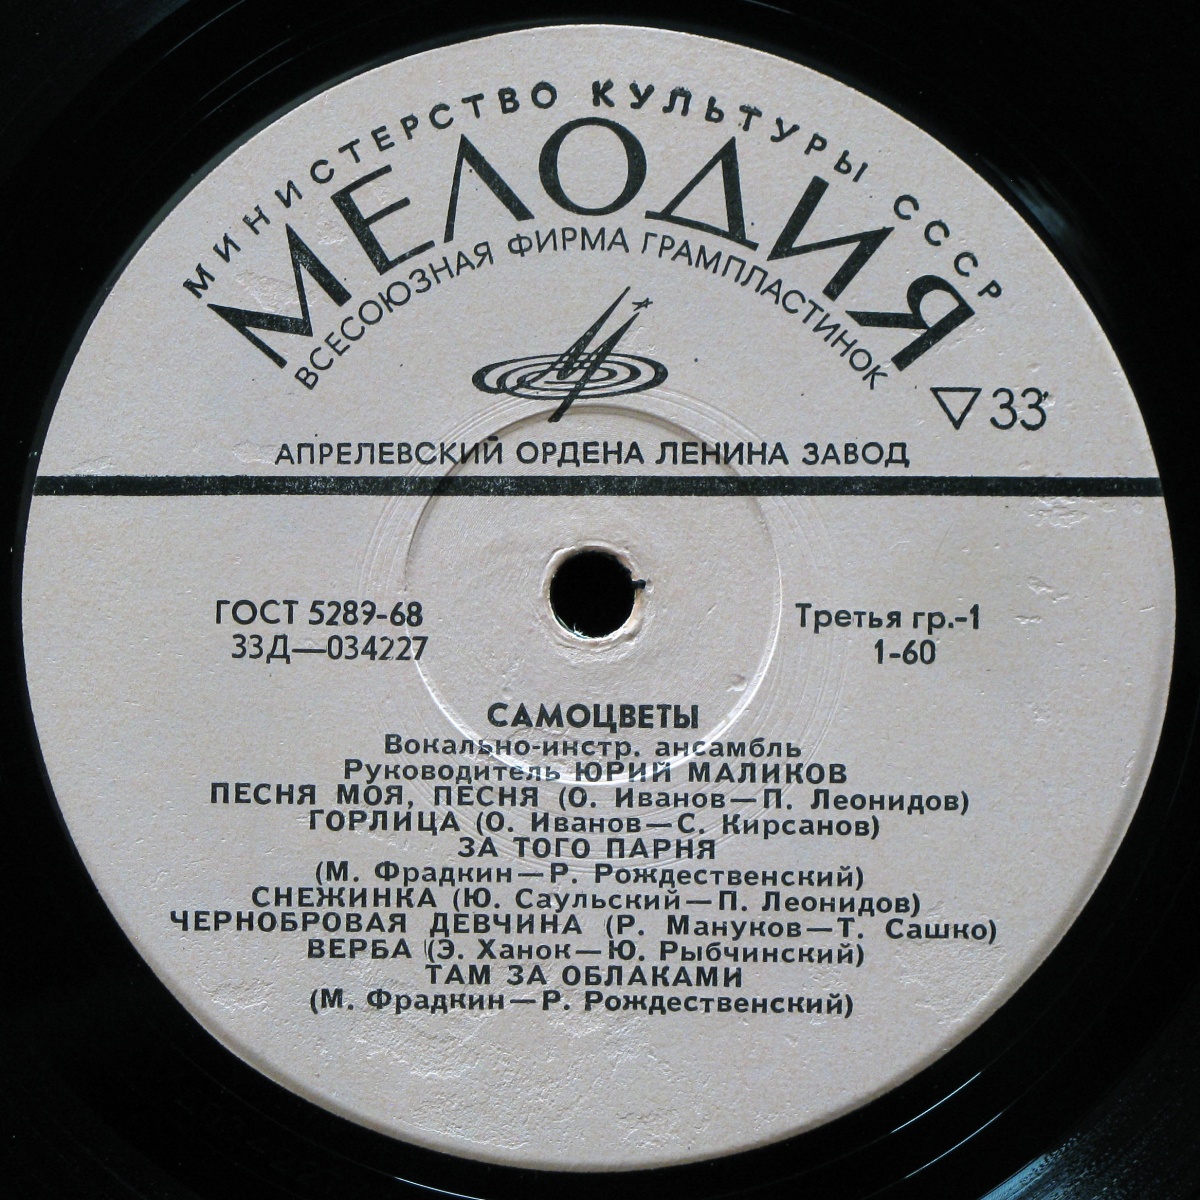 МИНИСТЕРСТВО КУЛЬТУРЫ СССР
МЕЛОДИЯ
ВСЕСОЮЗНАЯ ФИРМА ГРАМПЛАСТИНОК
▽33
АПРЕЛЕВСКИЙ ОРДЕНА ЛЕНИНА ЗАВОД
ГОСТ 5289-68
33Д—034227
Третья гр.-1
1-60
САМОЦВЕТЫ
Вокально-инстр. ансамбль
Руководитель ЮРИЙ МАЛИКОВ
ПЕСНЯ МОЯ, ПЕСНЯ (О. Иванов—П. Леонидов)
ГОРЛИЦА (О. Иванов—С. Кирсанов)
ЗА ТОГО ПАРНЯ
(М. Фрадкин—Р. Рождественский)
СНЕЖИНКА (Ю. Саульский—П. Леонидов)
ЧЕРНОБРОВАЯ ДЕВЧИНА (Р. Мануков—Т. Сашко)
ВЕРБА (Э. Ханок—Ю. Рыбчинский)
ТАМ ЗА ОБЛАКАМИ
(М. Фрадкин—Р. Рождественский)